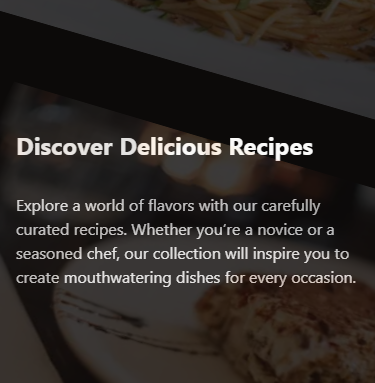 Discover Delicious Recipes
Explore a world of flavors with our carefully
curated recipes. Whether you're a novice or a
seasoned chef, our collection will inspire you to
create mouthwatering dishes for every occasion.